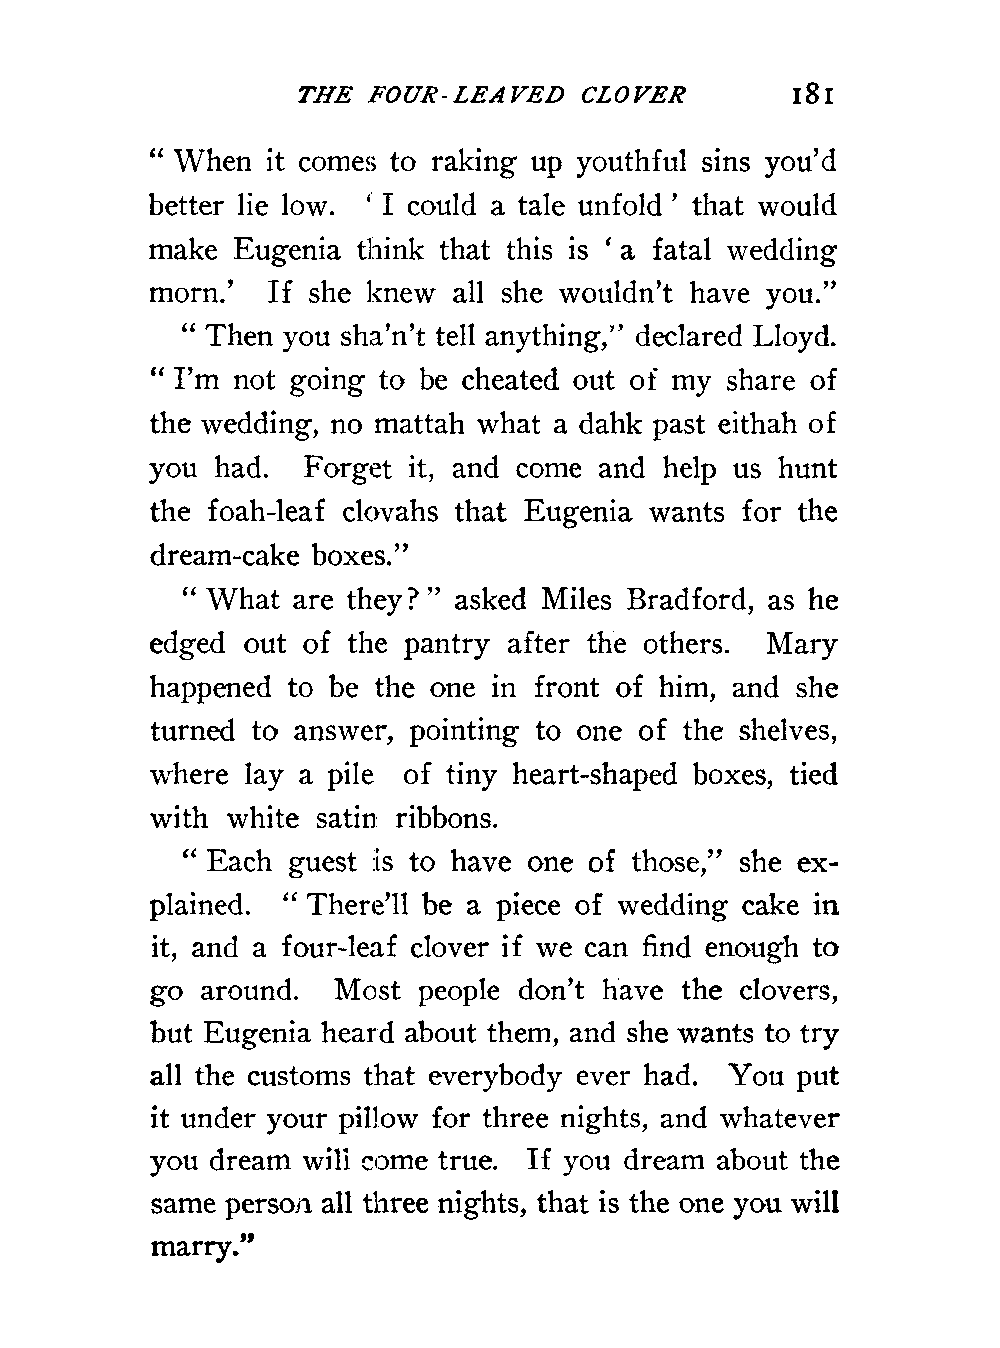 THE FOUR-LEAVED CLOVER 181
" When it comes to raking up youthful sins you'd
better lie low. ' I could a tale unfold ' that would
make Eugenia think that this is ' a fatal wedding
morn.' If she knew all she wouldn't have you."
" Then you sha'n't tell anything," declared Lloyd.
" I'm not going to be cheated out of my share of
the wedding, no mattah what a dahk past eithah of
you had. Forget it, and come and help us hunt
the foah-leaf clovahs that Eugenia wants for the
dream-cake boxes."
" What are they? " asked Miles Bradford, as he
edged out of the pantry after the others. Mary
happened to be the one in front of him, and she
turned to answer, pointing to one of the shelves,
where lay a pile of tiny heart-shaped boxes, tied
with white satin ribbons.
" Each guest is to have one of those," she ex-
plained. " There'll be a piece of wedding cake in
it, and a four-leaf clover if we can find enough to
go around. Most people don't have the clovers,
but Eugenia heard about them, and she wants to try
all the customs that everybody ever had. You put
it under your pillow for three nights, and whatever
you dream will come true. If you dream about the
same person all three nights, that is the one you will
marry."